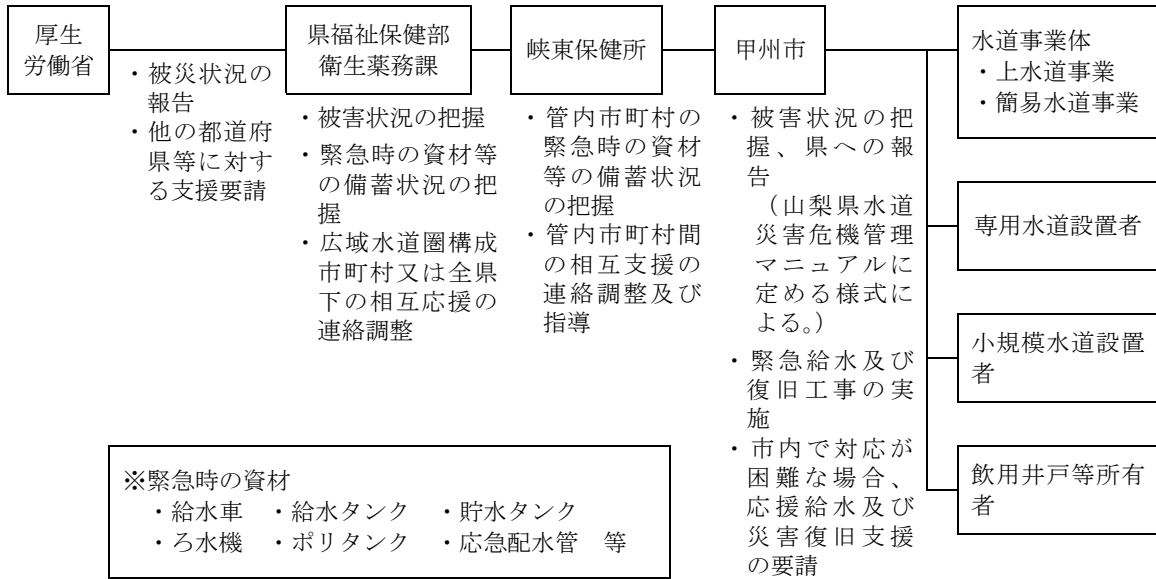 厚生
労働省
・被災状況の
報告
・他の都道府
県等に対す
る支援要請
県福祉保健部
衛生薬務課
・被害状況の把握
・緊急時の資材等
の備蓄状況の把
握
・広域水道圏構成
市町村又は全県
下の相互応援の
連絡調整
峡東保健所
・管内市町村の
緊急時の資材
等の備蓄状況
の把握
・管内市町村間
の相互支援の
連絡調整及び
指導
甲州市
・被害状況の把
握、県への報
告
（山梨県水道
災害危機管理
マニュアルに
定める様式に
よる。）
・緊急給水及び
復旧工事の実
施
・市内で対応が
困難な場合、
応援給水及び
災害復旧支援
の要請
水道事業体
・上水道事業
・簡易水道事業
専用水道設置者
小規模水道設置
者
飲用井戸等所有
者
※緊急時の資材
・給水車　・給水タンク　・貯水タンク
・ろ水機　・ポリタンク　・応急配水管　等